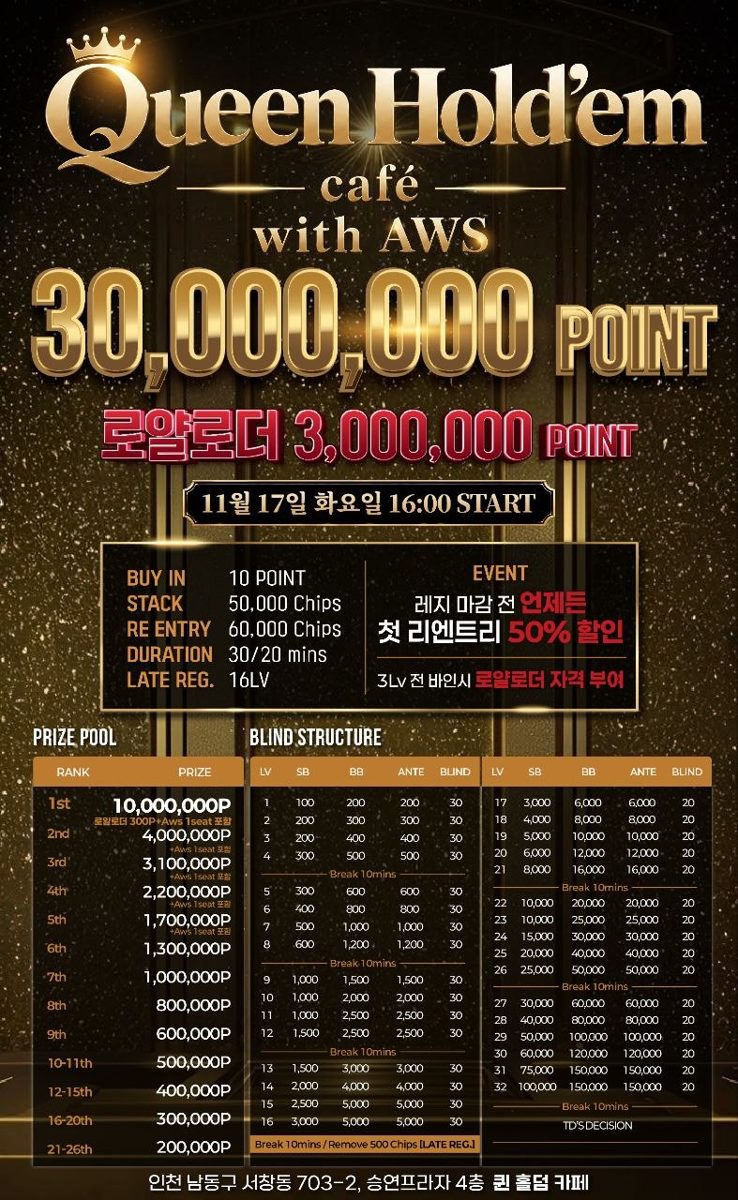 Queen Hold'em
café
with AWS
30,000,000 POINT
로얄로더 3,000,000 POINT
11월 17일 화요일 16:00 START
BUY IN 10 POINT
STACK 50,000 Chips
RE ENTRY 60,000 Chips
DURATION 30/20 mins
LATE REG. 16LV
EVENT
레지 마감 전 언제든
첫 리엔트리 50% 할인
3Lv 전 바인시 로얄로더 자격 부여
PRIZE POOL
RANK PRIZE
1st 10,000,000P
로얄로더 300P+Aws 1seat 포함
2nd 4,000,000P
+Aws 1seat 포함
3rd 3,100,000P
+Aws 1seat 포함
4th 2,200,000P
+Aws 1seat 포함
5th 1,700,000P
+Aws 1seat 포함
6th 1,300,000P
7th 1,000,000P
8th 800,000P
9th 600,000P
10-11th 500,000P
12-15th 400,000P
16-20th 300,000P
21-26th 200,000P
BLIND STRUCTURE
LV SB BB ANTE BLIND
1 100 200 200 30
2 200 300 300 30
3 200 400 400 30
4 300 500 500 30
Break 10mins
5 300 600 600 30
6 400 800 800 30
7 500 1,000 1,000 30
8 600 1,200 1,200 30
Break 10mins
9 1,000 1,500 1,500 30
10 1,000 2,000 2,000 30
11 1,000 2,500 2,500 30
12 1,500 2,500 2,500 30
Break 10mins
13 1,500 3,000 3,000 30
14 2,000 4,000 4,000 30
15 2,500 5,000 5,000 30
16 3,000 5,000 5,000 30
Break 10mins / Remove 500 Chips [LATE REG.]
LV SB BB ANTE BLIND
17 3,000 6,000 6,000 20
18 4,000 8,000 8,000 20
19 5,000 10,000 10,000 20
20 6,000 12,000 12,000 20
21 8,000 16,000 16,000 20
Break 10mins
22 10,000 20,000 20,000 20
23 10,000 25,000 25,000 20
24 15,000 30,000 30,000 20
25 20,000 40,000 40,000 20
26 25,000 50,000 50,000 20
Break 10mins
27 30,000 60,000 60,000 20
28 40,000 80,000 80,000 20
29 50,000 100,000 100,000 20
30 60,000 120,000 120,000 20
31 75,000 150,000 150,000 20
32 100,000 150,000 150,000 20
Break 10mins
TD'S DECISION
인천 남동구 서창동 703-2, 승연프라자 4층 퀸 홀덤 카페